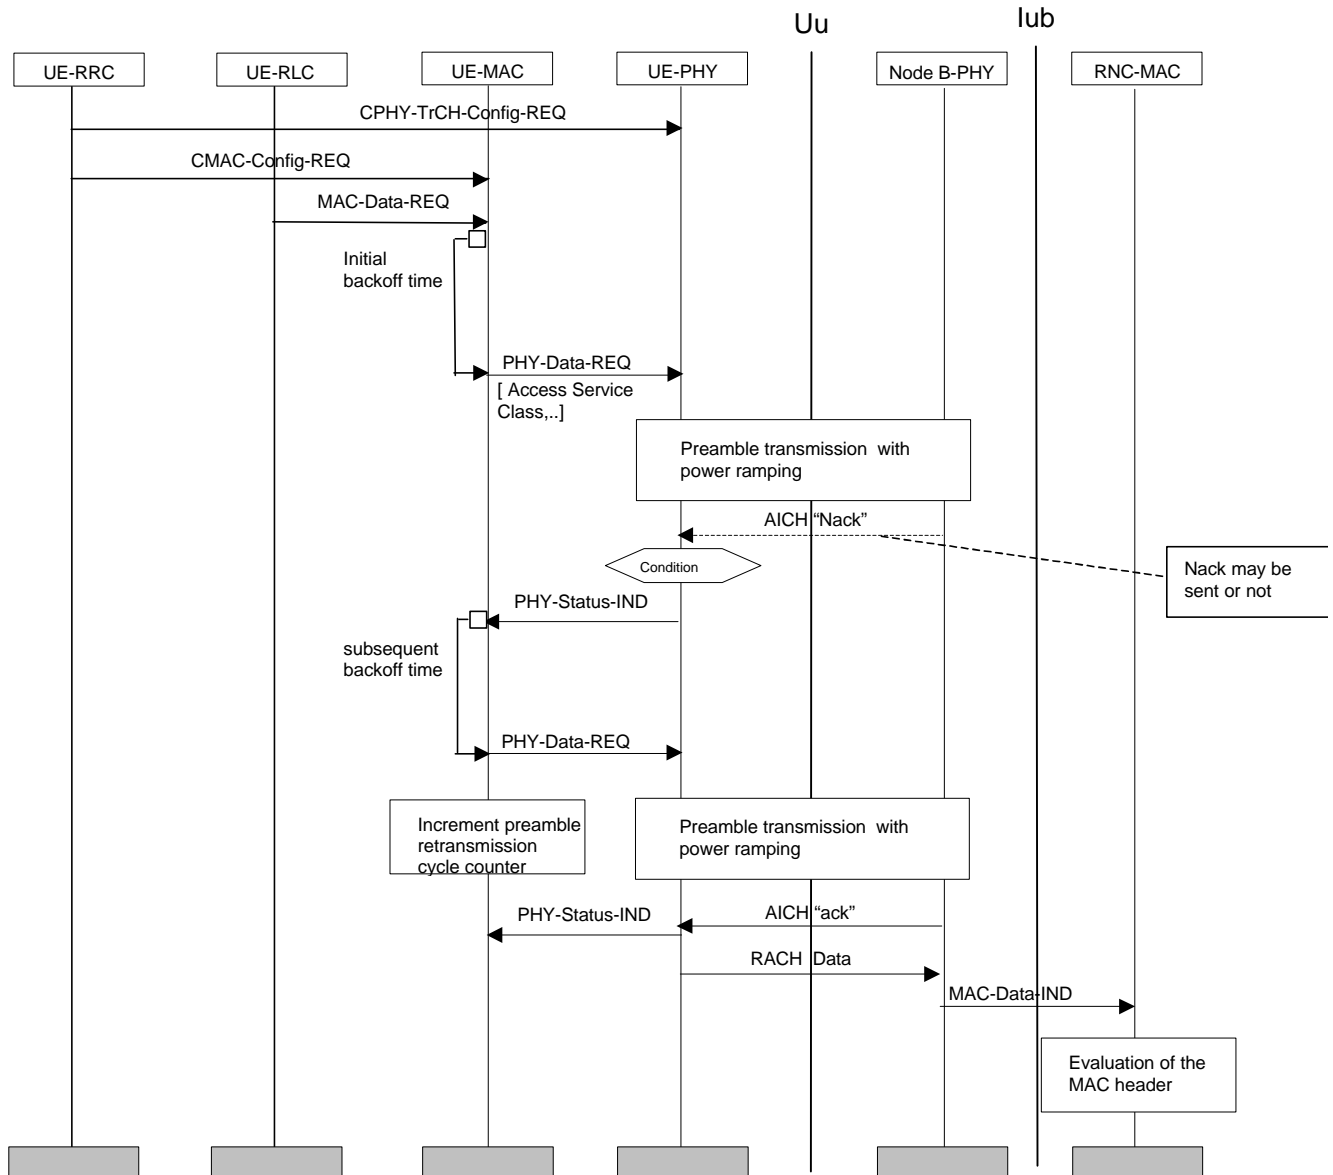 Uu
Iub
UE-RRC
UE-RLC
UE-MAC
UE-PHY
Node B-PHY
RNC-MAC
CPHY-TrCH-Config-REQ
CMAC-Config-REQ
MAC-Data-REQ
Initial
backoff time
PHY-Data-REQ
[ Access Service
Class,..]
Preamble transmission with
power ramping
AICH “Nack”
Condition
Nack may be
sent or not
PHY-Status-IND
subsequent
backoff time
PHY-Data-REQ
Increment preamble
retransmission
cycle counter
Preamble transmission with
power ramping
PHY-Status-IND
AICH “ack”
RACH Data
MAC-Data-IND
Evaluation of the
MAC header